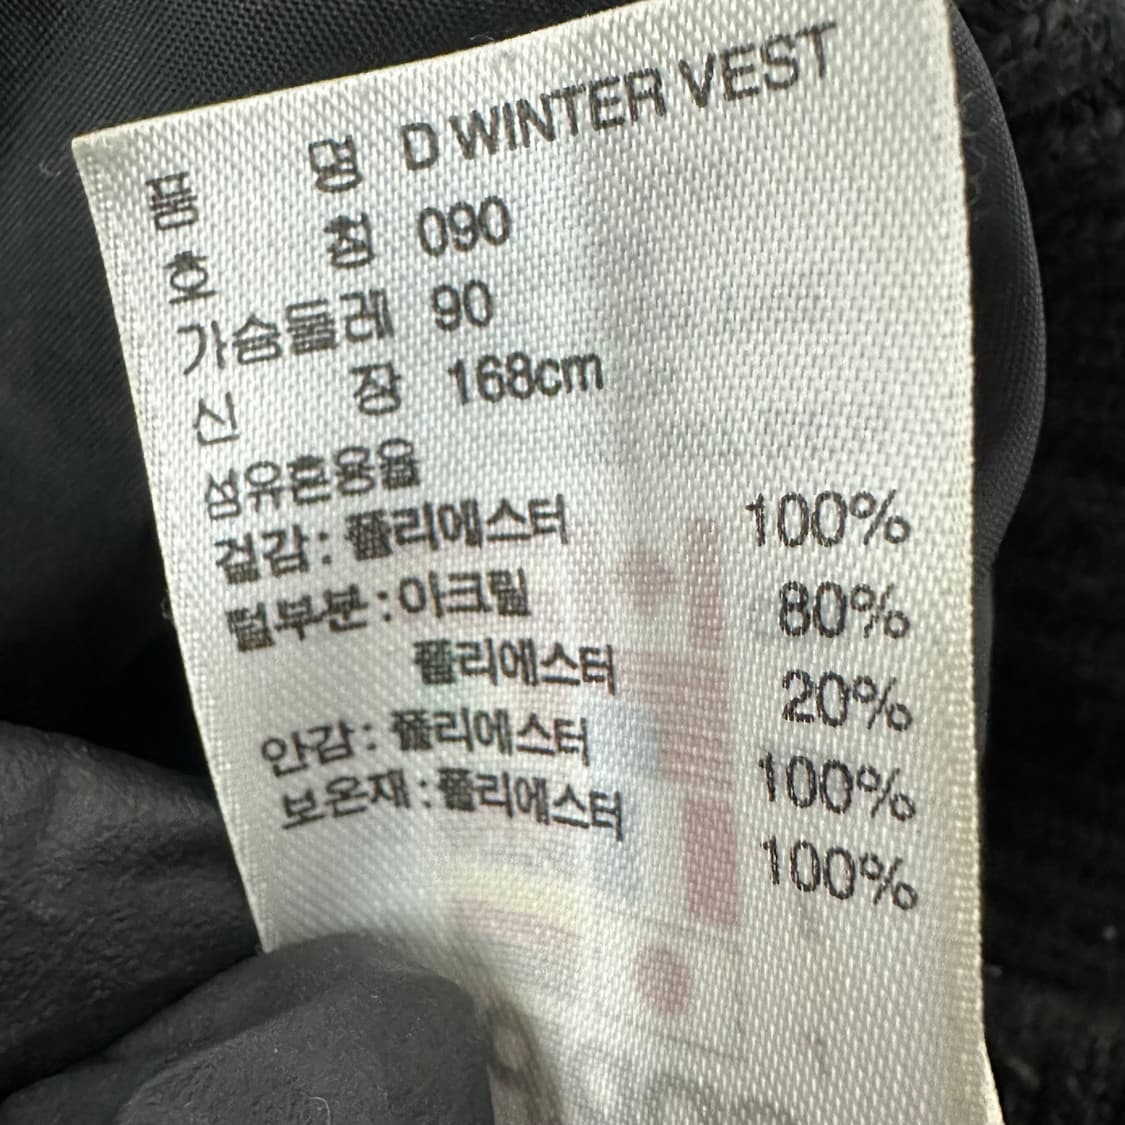 품 명 D WINTER VEST
호 칭 090
가슴둘레 90
신 장 168cm
섬유혼용율
겉감: 폴리에스터 100%
털부분: 아크릴 80%
폴리에스터 20%
안감: 폴리에스터 100%
보온재: 폴리에스터 100%